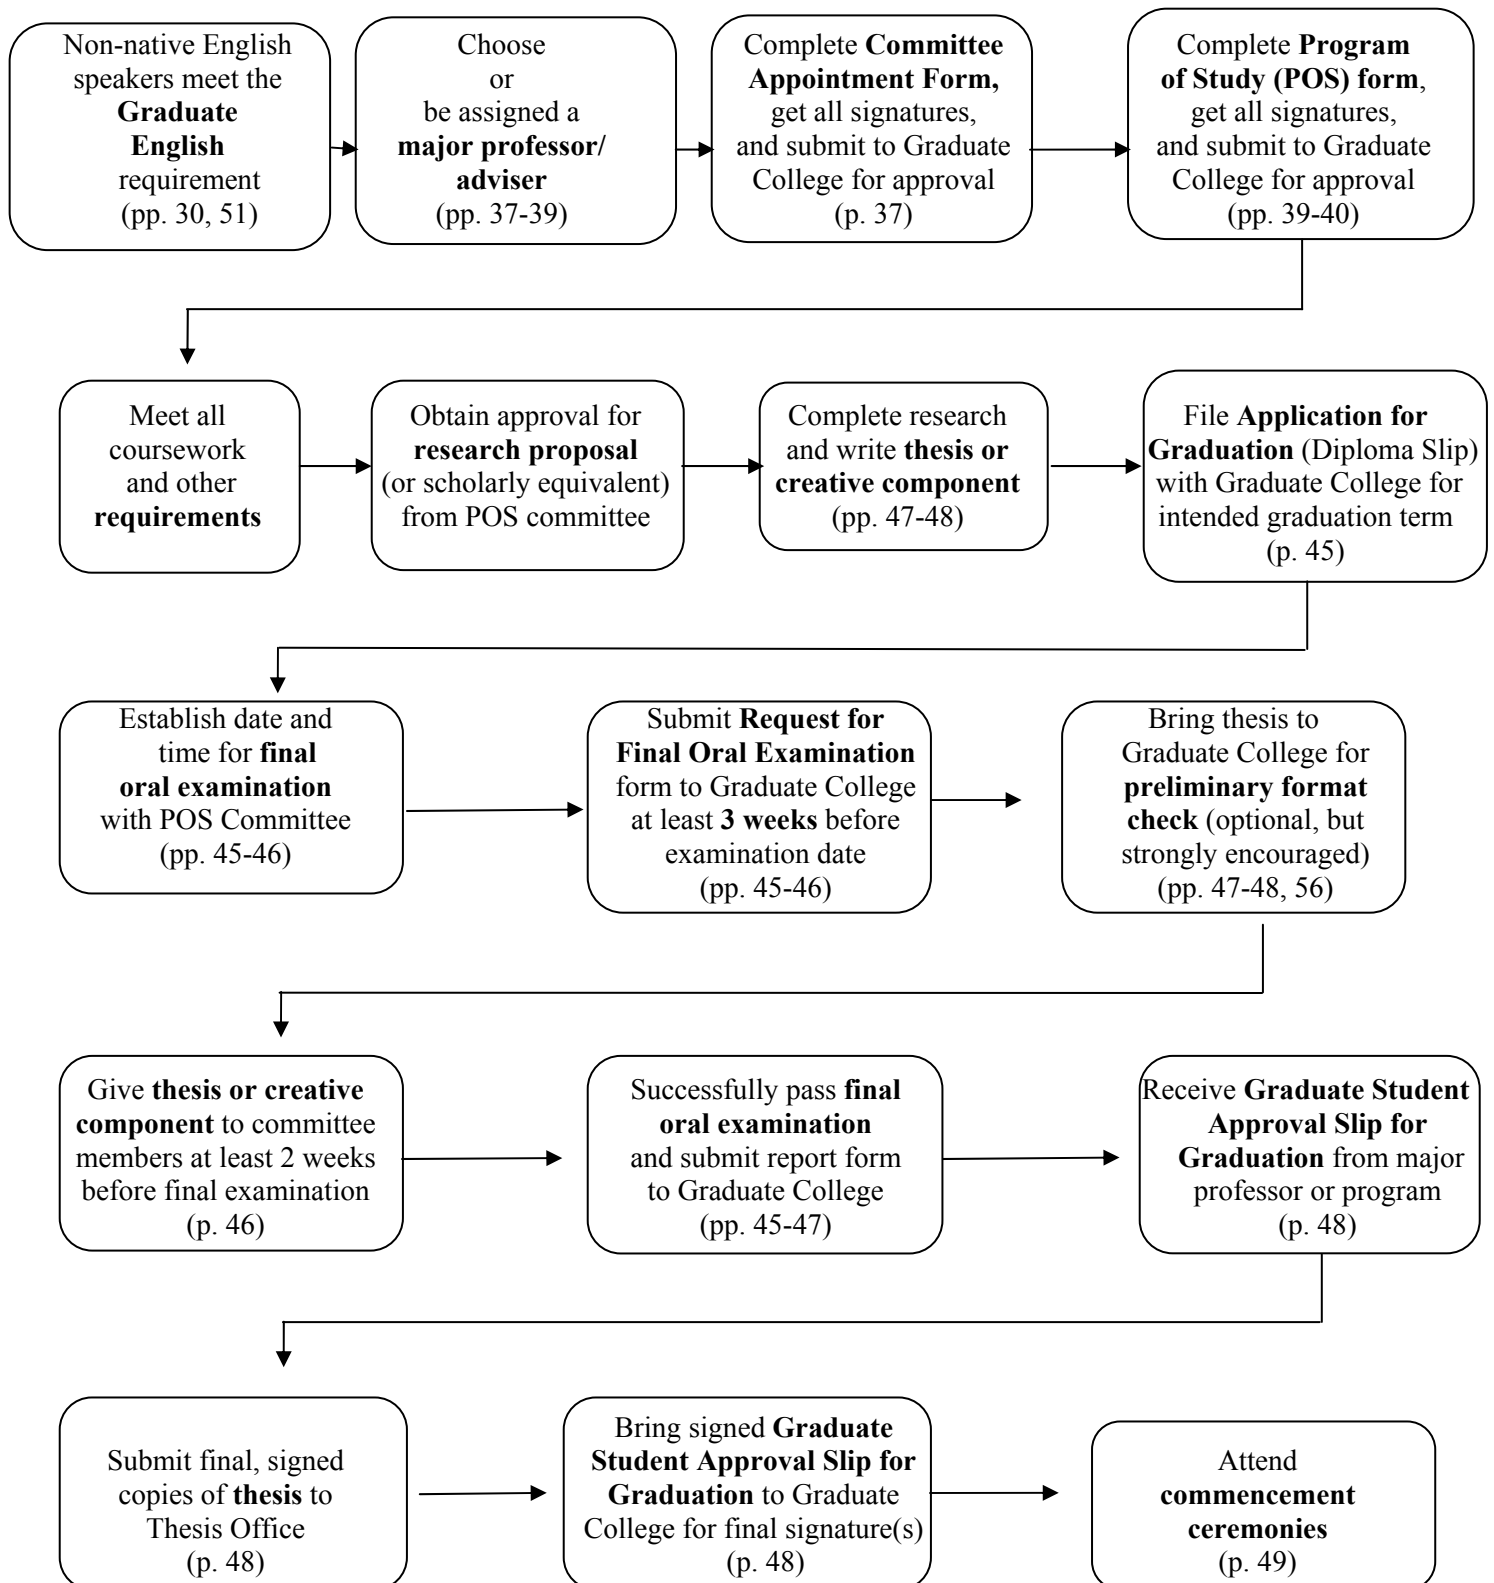 Non-native English
speakers meet the
Graduate
English
requirement
(pp. 30, 51)
Choose
or
be assigned a
major professor/
adviser
(pp. 37-39)
Complete Committee
Appointment Form,
get all signatures,
and submit to Graduate
College for approval
(p. 37)
Complete Program
of Study (POS) form,
get all signatures,
and submit to Graduate
College for approval
(pp. 39-40)
Meet all
coursework
and other
requirements
Obtain approval for
research proposal
(or scholarly equivalent)
from POS committee
Complete research
and write thesis or
creative component
(pp. 47-48)
File Application for
Graduation (Diploma Slip)
with Graduate College for
intended graduation term
(p. 45)
Establish date and
time for final
oral examination
with POS Committee
(pp. 45-46)
Submit Request for
Final Oral Examination
form to Graduate College
at least 3 weeks before
examination date
(pp. 45-46)
Bring thesis to
Graduate College for
preliminary format
check (optional, but
strongly encouraged)
(pp. 47-48, 56)
Give thesis or creative
component to committee
members at least 2 weeks
before final examination
(p. 46)
Successfully pass final
oral examination
and submit report form
to Graduate College
(pp. 45-47)
Receive Graduate Student
Approval Slip for
Graduation from major
professor or program
(p. 48)
Submit final, signed
copies of thesis to
Thesis Office
(p. 48)
Bring signed Graduate
Student Approval Slip for
Graduation to Graduate
College for final signature(s)
(p. 48)
Attend
commencement
ceremonies
(p. 49)